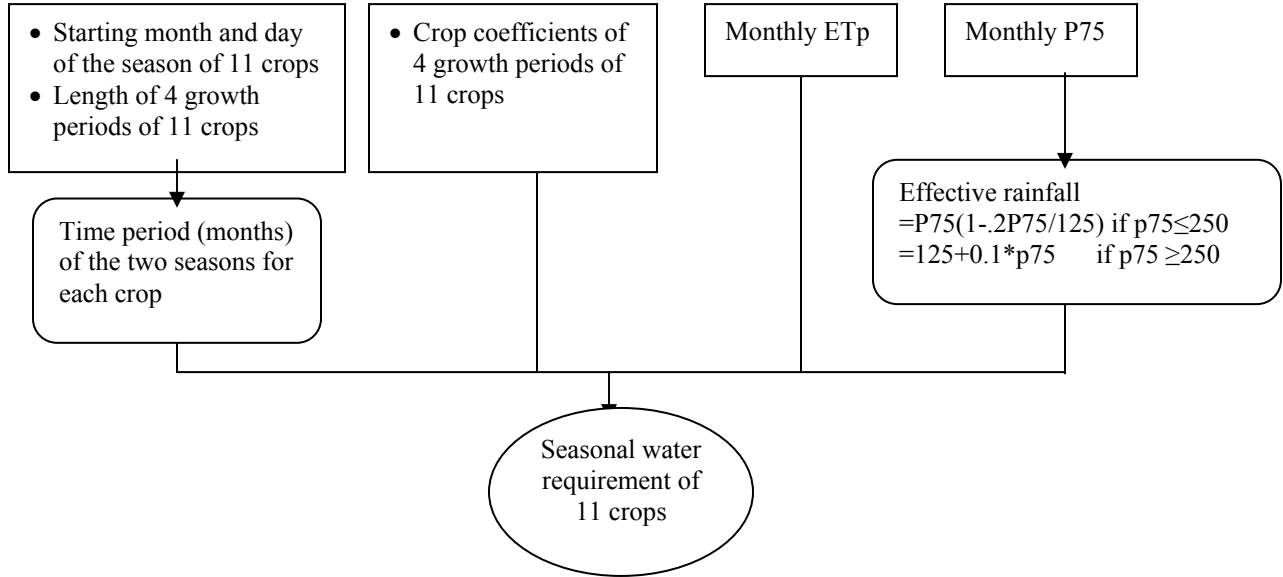 • Starting month and day
of the season of 11 crops
• Length of 4 growth
periods of 11 crops
• Crop coefficients of
4 growth periods of
11 crops
Monthly ETp
Monthly P75
Time period (months)
of the two seasons for
each crop
Effective rainfall
=P75(1-.2P75/125) if p75≤250
=125+0.1*p75 if p75 ≥250
Seasonal water
requirement of
11 crops